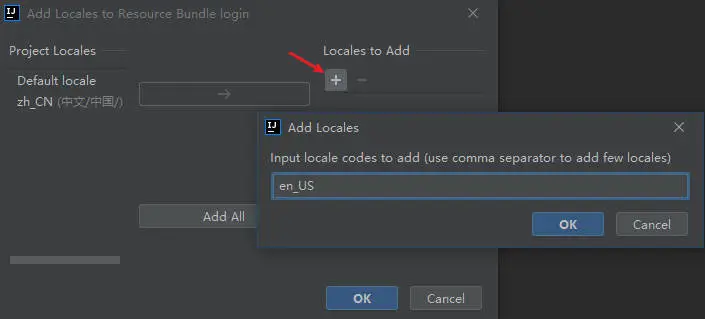 Add Locales to Resource Bundle login
Project Locales
Locales to Add
Default locale
zh_CN (中文/中国/)
Add All
OK
Cancel
Add Locales
Input locale codes to add (use comma separator to add few locales)
en_US
OK
Cancel